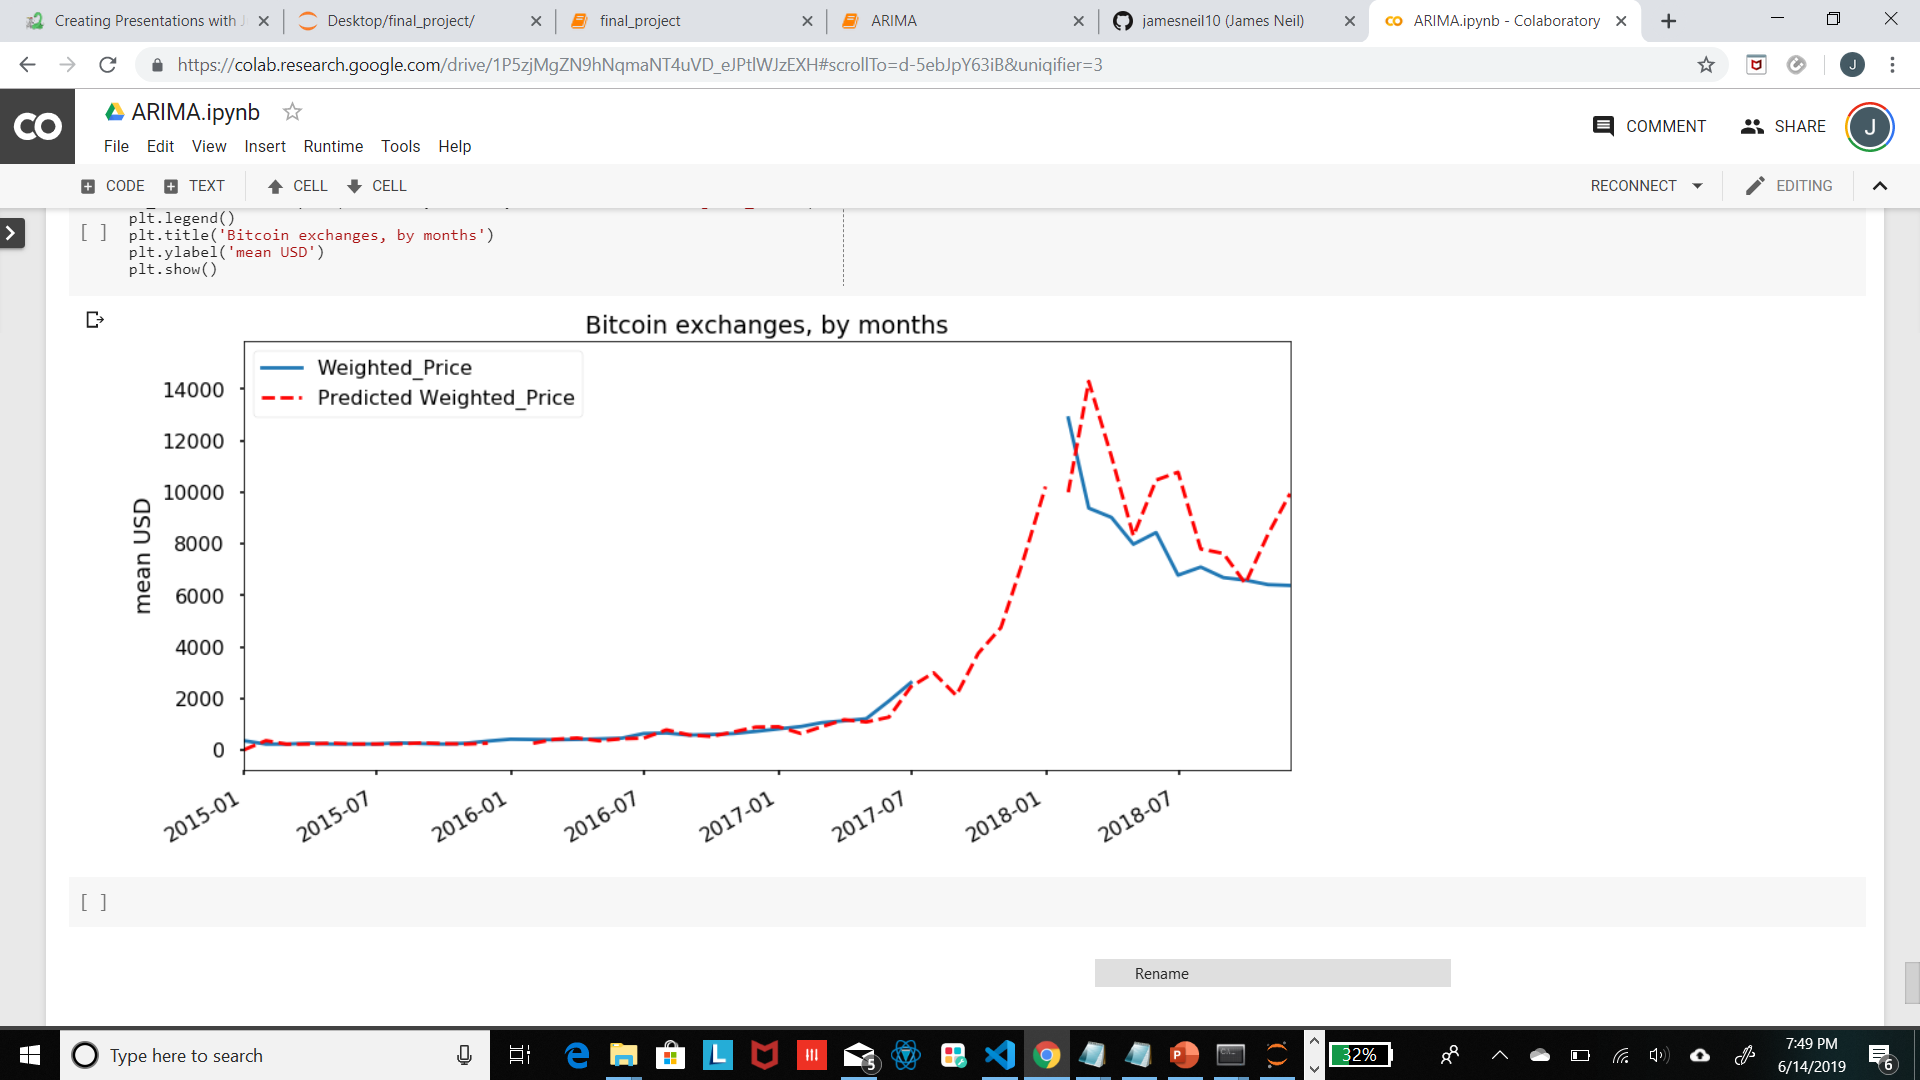 Creating Presentations with J
Desktop/final_project/
final_project
ARIMA
jamesneil10 (James Neil)
ARIMA.ipynb - Colaboratory
https://colab.research.google.com/drive/1P5zjMgZN9hNqmaNT4uVD_eJPtlWJzEXH#scrollTo=d-5ebJpY63iB&uniqifier=3
J
CO
ARIMA.ipynb
COMMENT
SHARE
J
File Edit View Insert Runtime Tools Help
CODE TEXT CELL CELL
RECONNECT
EDITING
plt.legend()
[ ] plt.title('Bitcoin exchanges, by months')
plt.ylabel('mean USD')
plt.show()
Bitcoin exchanges, by months
Weighted_Price
Predicted Weighted_Price
14000
12000
10000
8000
6000
4000
2000
0
mean USD
2015-01 2015-07 2016-01 2016-07 2017-01 2017-07 2018-01 2018-07
[ ]
Rename
Type here to search
5
32%
7:49 PM
6/14/2019
6